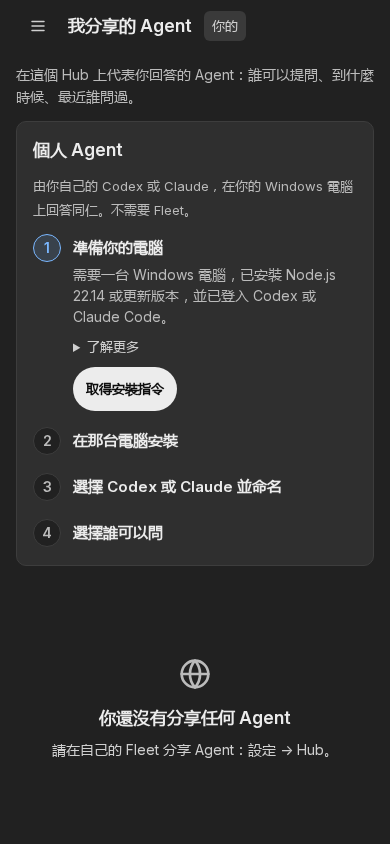 我分享的 Agent 你的
在這個 Hub 上代表你回答的 Agent：誰可以提問、到什麼
時候、最近誰問過。
個人 Agent
由你自己的 Codex 或 Claude，在你的 Windows 電腦
上回答同仁。不需要 Fleet。
1 準備你的電腦
需要一台 Windows 電腦，已安裝 Node.js
22.14 或更新版本，並已登入 Codex 或
Claude Code。
▶ 了解更多
取得安裝指令
2 在那台電腦安裝
3 選擇 Codex 或 Claude 並命名
4 選擇誰可以問
你還沒有分享任何 Agent
請在自己的 Fleet 分享 Agent：設定 → Hub。